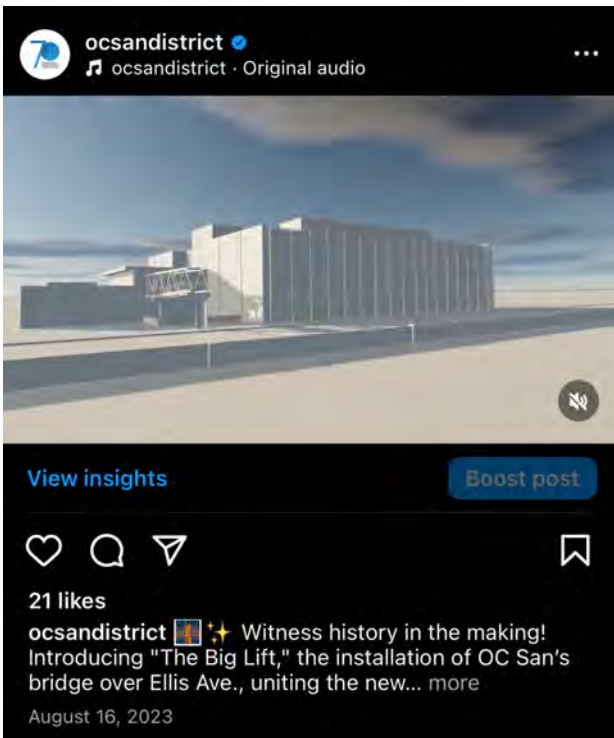 70
ocsandistrict
ocsandistrict · Original audio
View insights
Boost post
21 likes
ocsandistrict 🌉✨ Witness history in the making!
Introducing "The Big Lift," the installation of OC San's
bridge over Ellis Ave., uniting the new... more
August 16, 2023